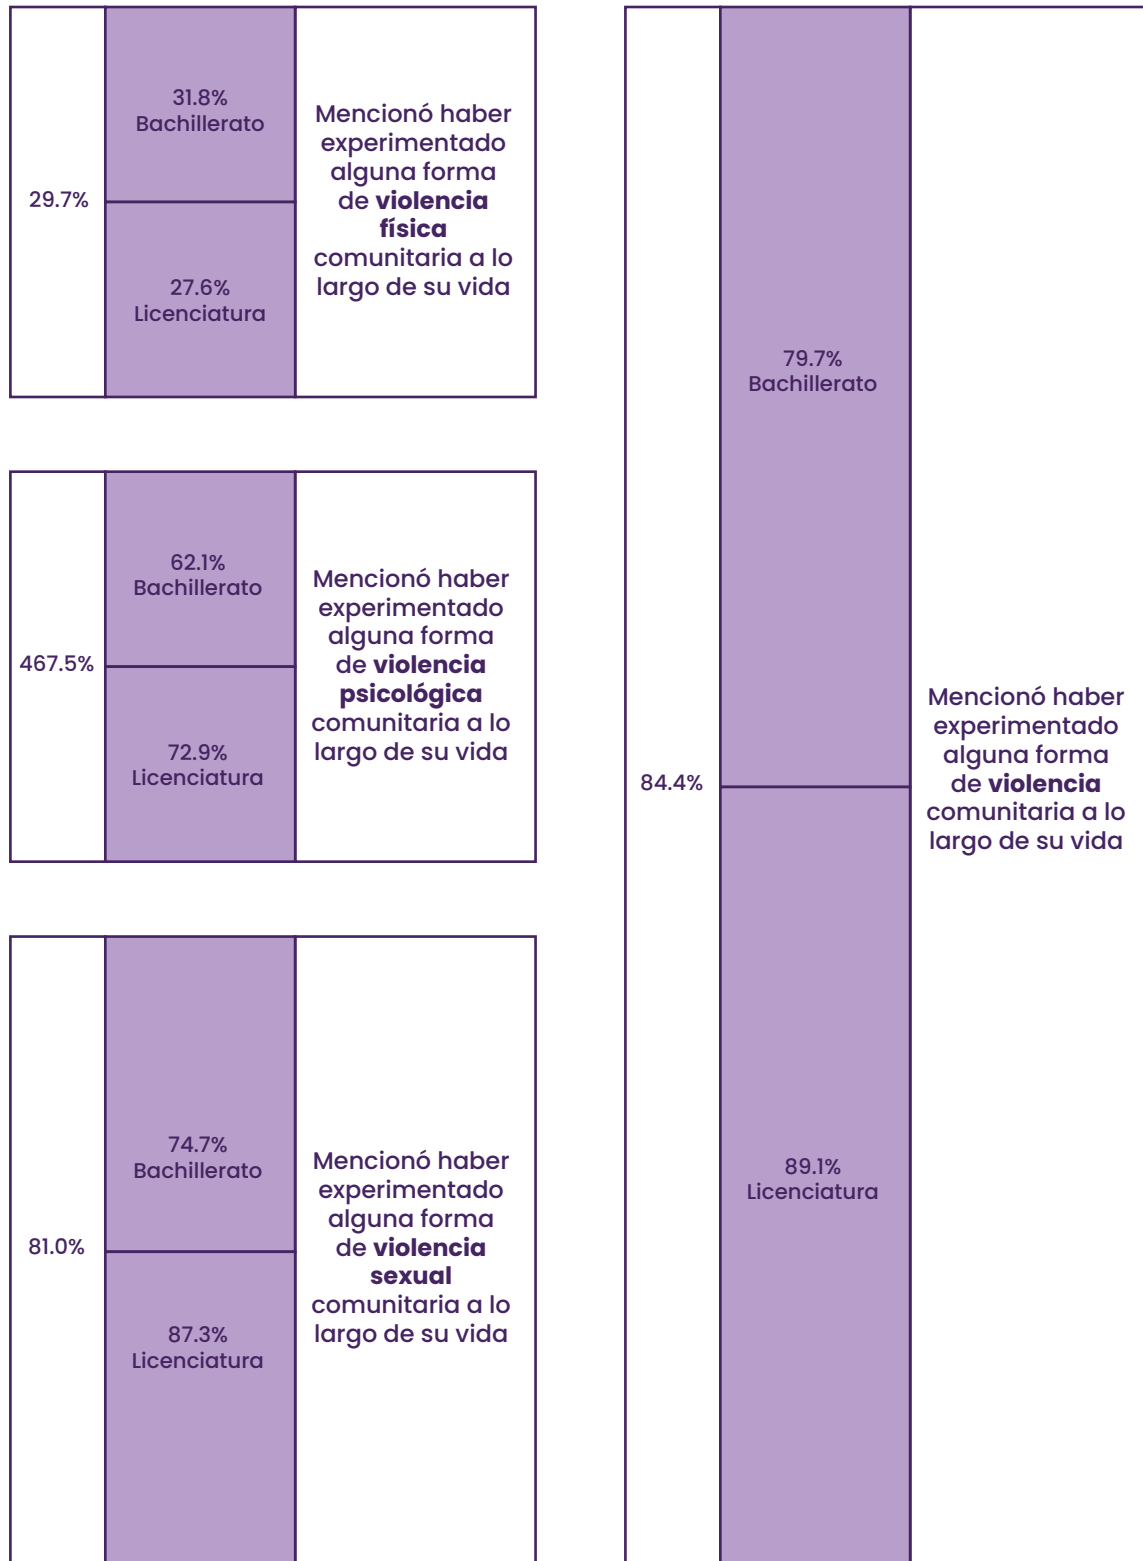 29.7%
31.8%
Bachillerato
27.6%
Licenciatura
Mencionó haber
experimentado
alguna forma
de violencia
física
comunitaria a lo
largo de su vida
467.5%
62.1%
Bachillerato
72.9%
Licenciatura
Mencionó haber
experimentado
alguna forma
de violencia
psicológica
comunitaria a lo
largo de su vida
81.0%
74.7%
Bachillerato
87.3%
Licenciatura
Mencionó haber
experimentado
alguna forma
de violencia
sexual
comunitaria a lo
largo de su vida
84.4%
79.7%
Bachillerato
89.1%
Licenciatura
Mencionó haber
experimentado
alguna forma
de violencia
comunitaria a lo
largo de su vida